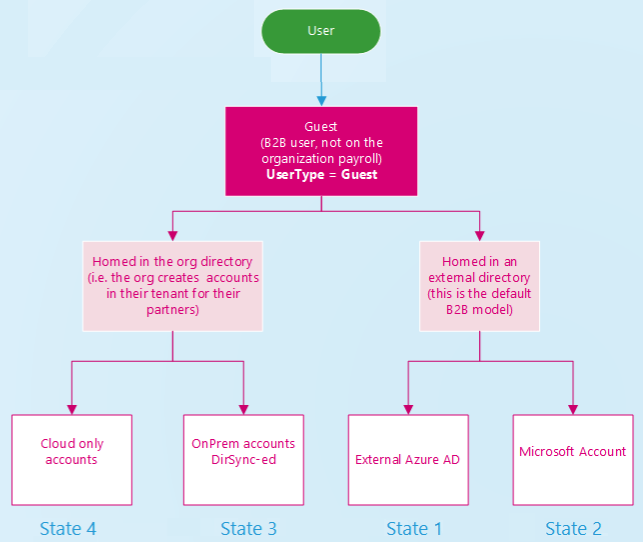 User
Guest
(B2B user, not on the
organization payroll)
UserType = Guest
Homed in the org directory
(i.e. the org creates accounts
in their tenant for their
partners)
Homed in an
external directory
(this is the default
B2B model)
Cloud only
accounts
OnPrem accounts
DirSync-ed
External Azure AD
Microsoft Account
State 4
State 3
State 1
State 2